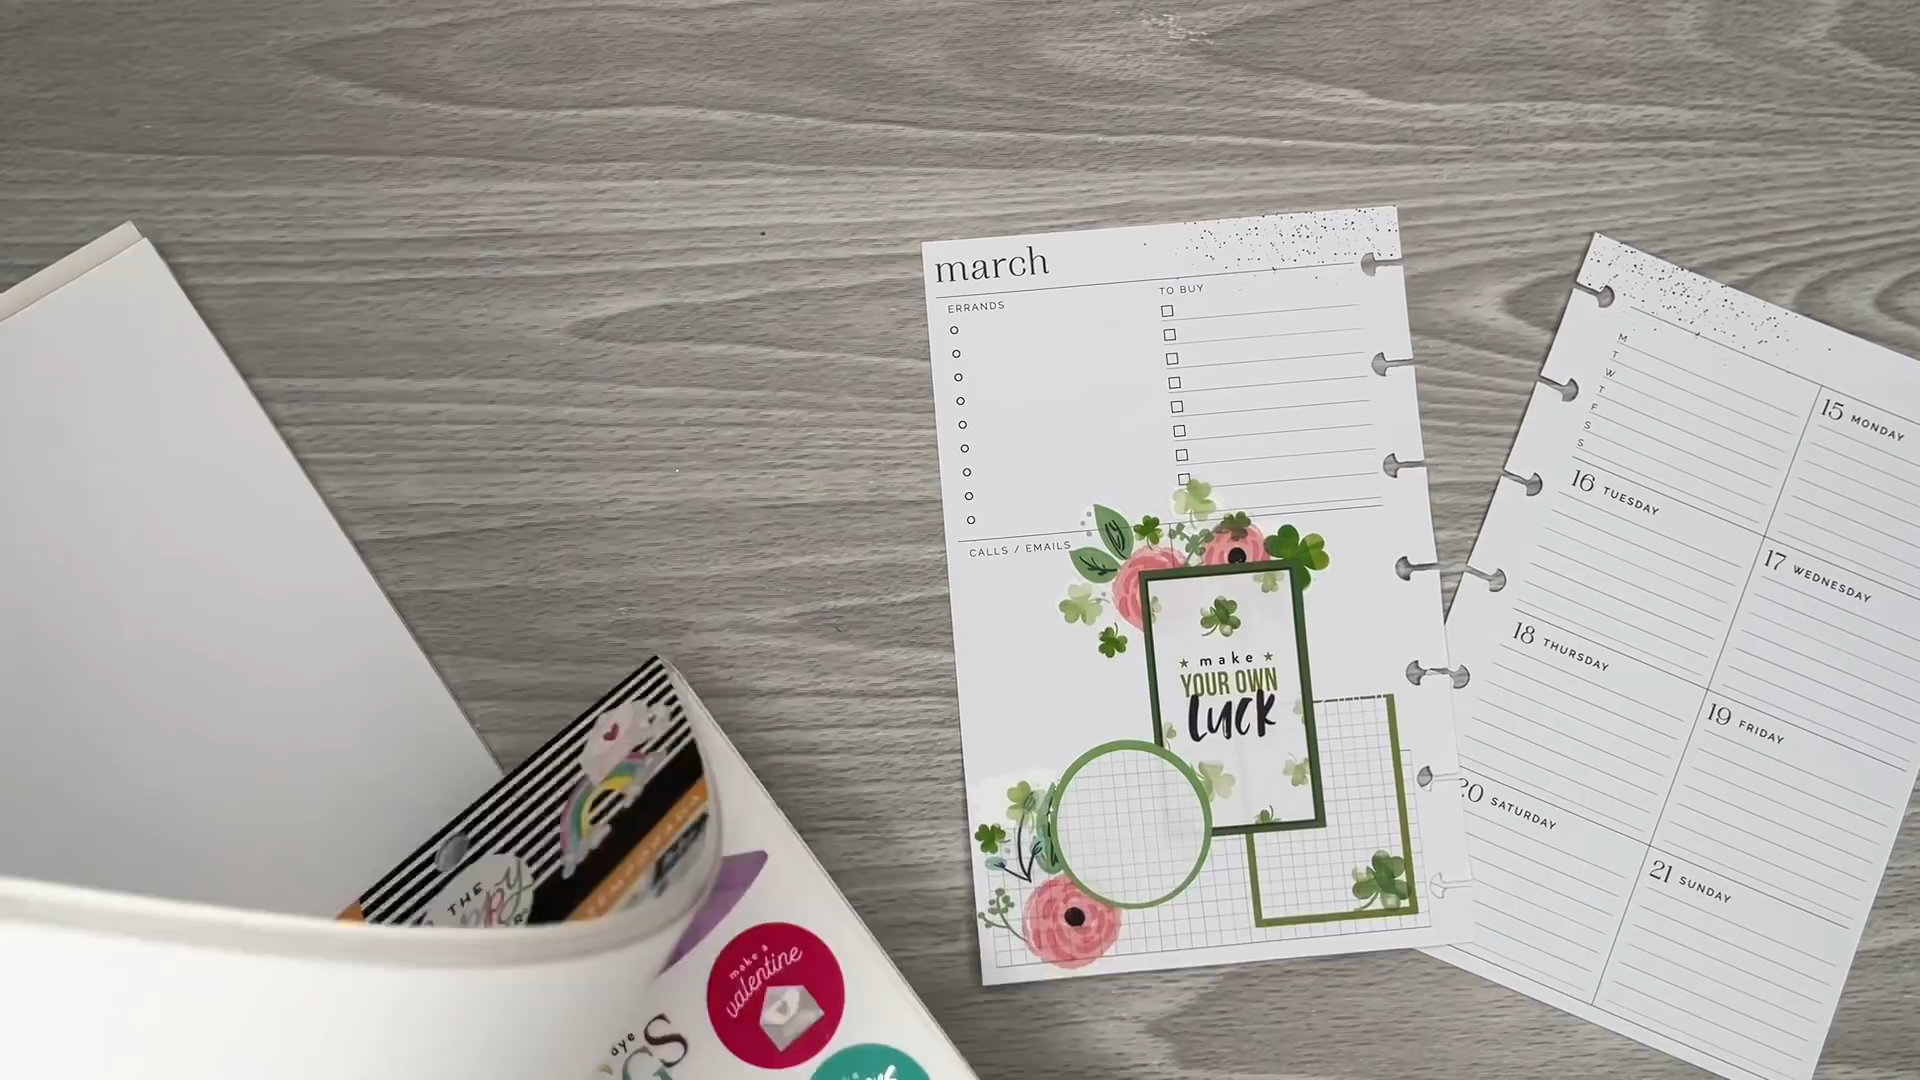 march
ERRANDS
TO BUY
CALLS / EMAILS
★ make ★
YOUR OWN
luck
M
T
W
T
F
S
S
15 MONDAY
16 TUESDAY
17 WEDNESDAY
18 THURSDAY
19 FRIDAY
20 SATURDAY
21 SUNDAY
THE
make a
valentine